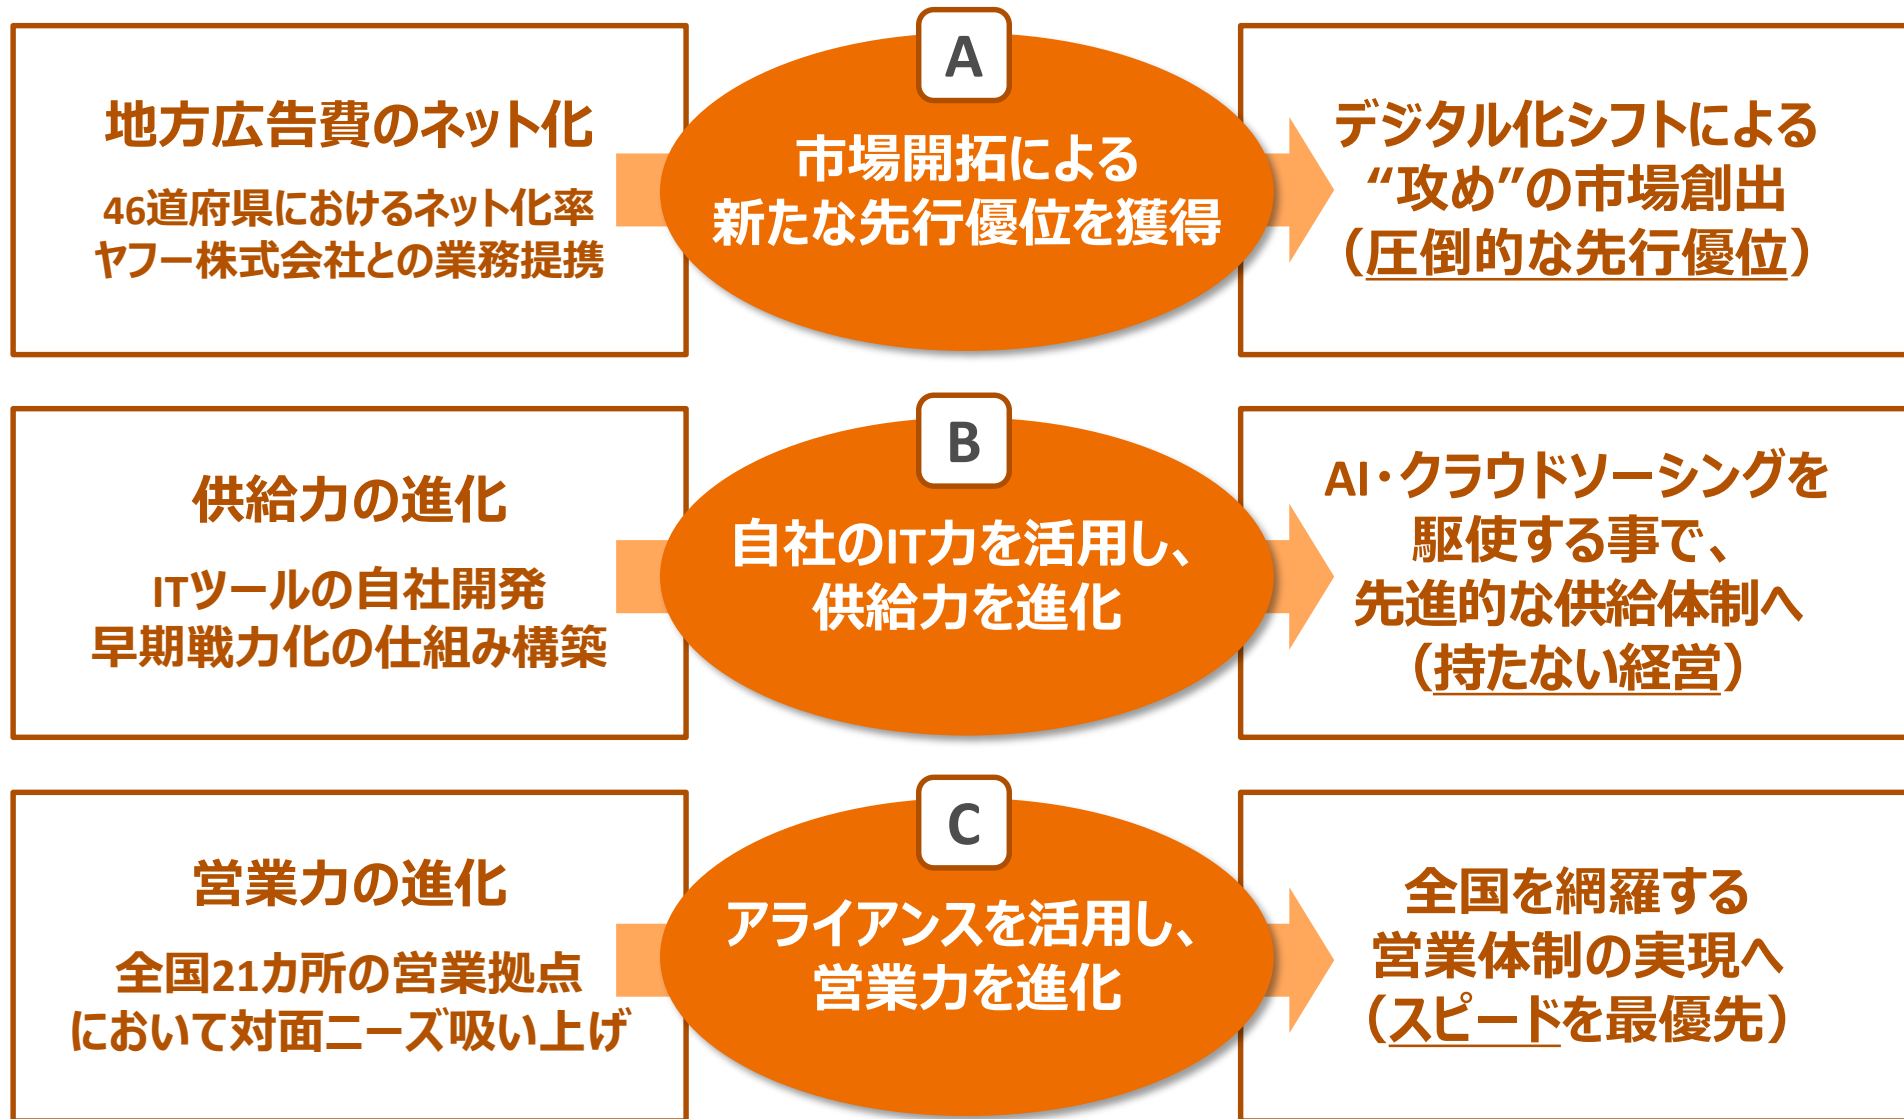 地方広告費のネット化
46道府県におけるネット化率
ヤフー株式会社との業務提携
A
市場開拓による
新たな先行優位を獲得
デジタル化シフトによる
“攻め”の市場創出
（圧倒的な先行優位）
供給力の進化
ITツールの自社開発
早期戦力化の仕組み構築
B
自社のIT力を活用し、
供給力を進化
AI・クラウドソーシングを
駆使する事で、
先進的な供給体制へ
（持たない経営）
営業力の進化
全国21カ所の営業拠点
において対面ニーズ吸い上げ
C
アライアンスを活用し、
営業力を進化
全国を網羅する
営業体制の実現へ
（スピードを最優先）